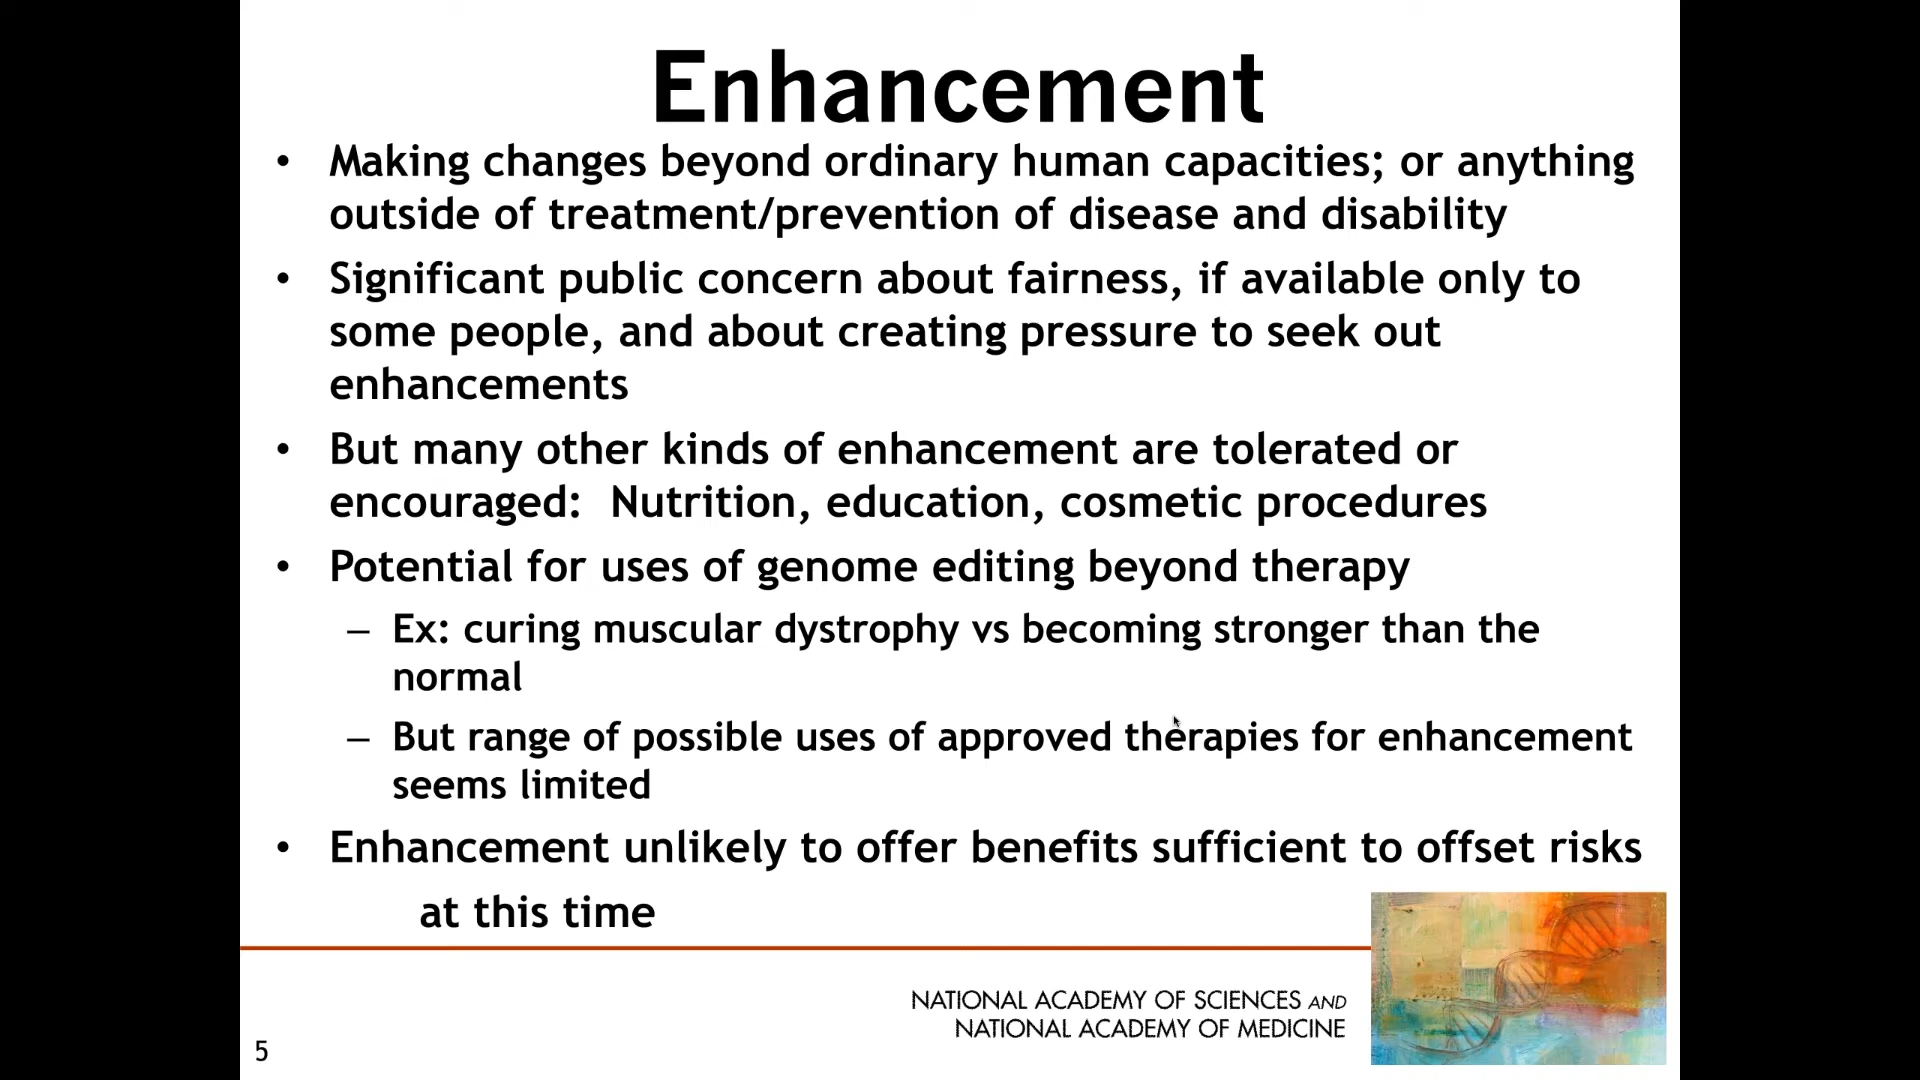 Enhancement
• Making changes beyond ordinary human capacities; or anything
outside of treatment/prevention of disease and disability
• Significant public concern about fairness, if available only to
some people, and about creating pressure to seek out
enhancements
• But many other kinds of enhancement are tolerated or
encouraged:  Nutrition, education, cosmetic procedures
• Potential for uses of genome editing beyond therapy
– Ex: curing muscular dystrophy vs becoming stronger than the
normal
– But range of possible uses of approved therapies for enhancement
seems limited
• Enhancement unlikely to offer benefits sufficient to offset risks
at this time
NATIONAL ACADEMY OF SCIENCES AND
NATIONAL ACADEMY OF MEDICINE
5